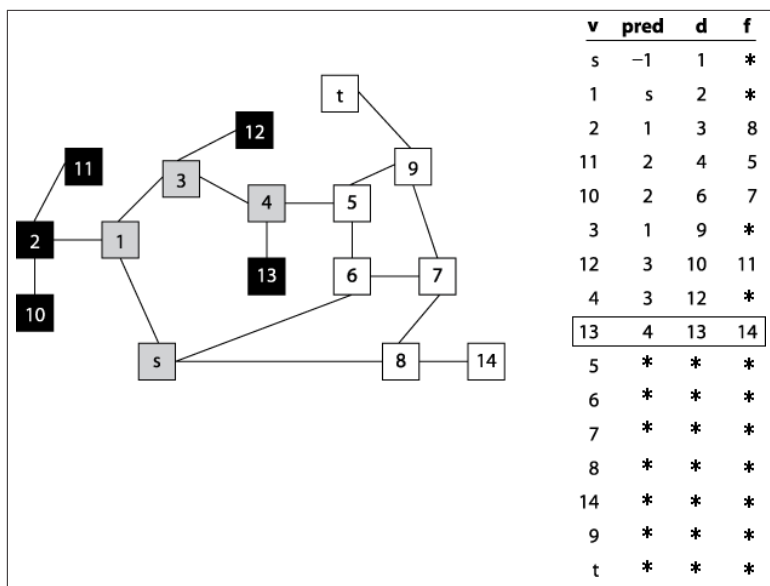 v pred d f
s −1 1 *
1 s 2 *
2 1 3 8
11 2 4 5
10 2 6 7
3 1 9 *
12 3 10 11
4 3 12 *
13 4 13 14
5 * * *
6 * * *
7 * * *
8 * * *
14 * * *
9 * * *
t * * *
t
12
11
3
9
4
5
2
1
13
6
7
10
s
8
14